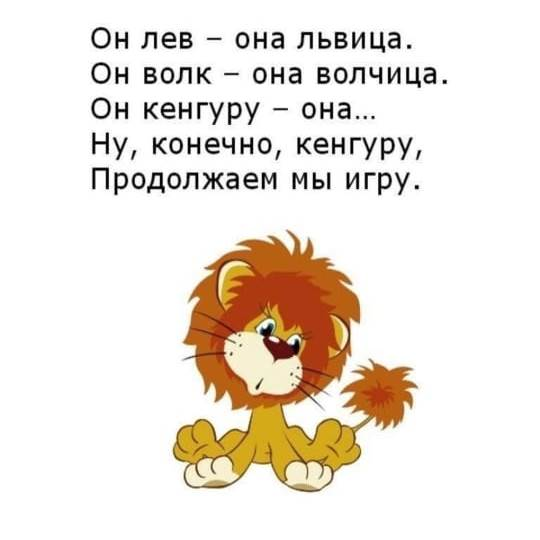 Он лев – она львица.
Он волк – она волчица.
Он кенгуру – она...
Ну, конечно, кенгуру,
Продолжаем мы игру.